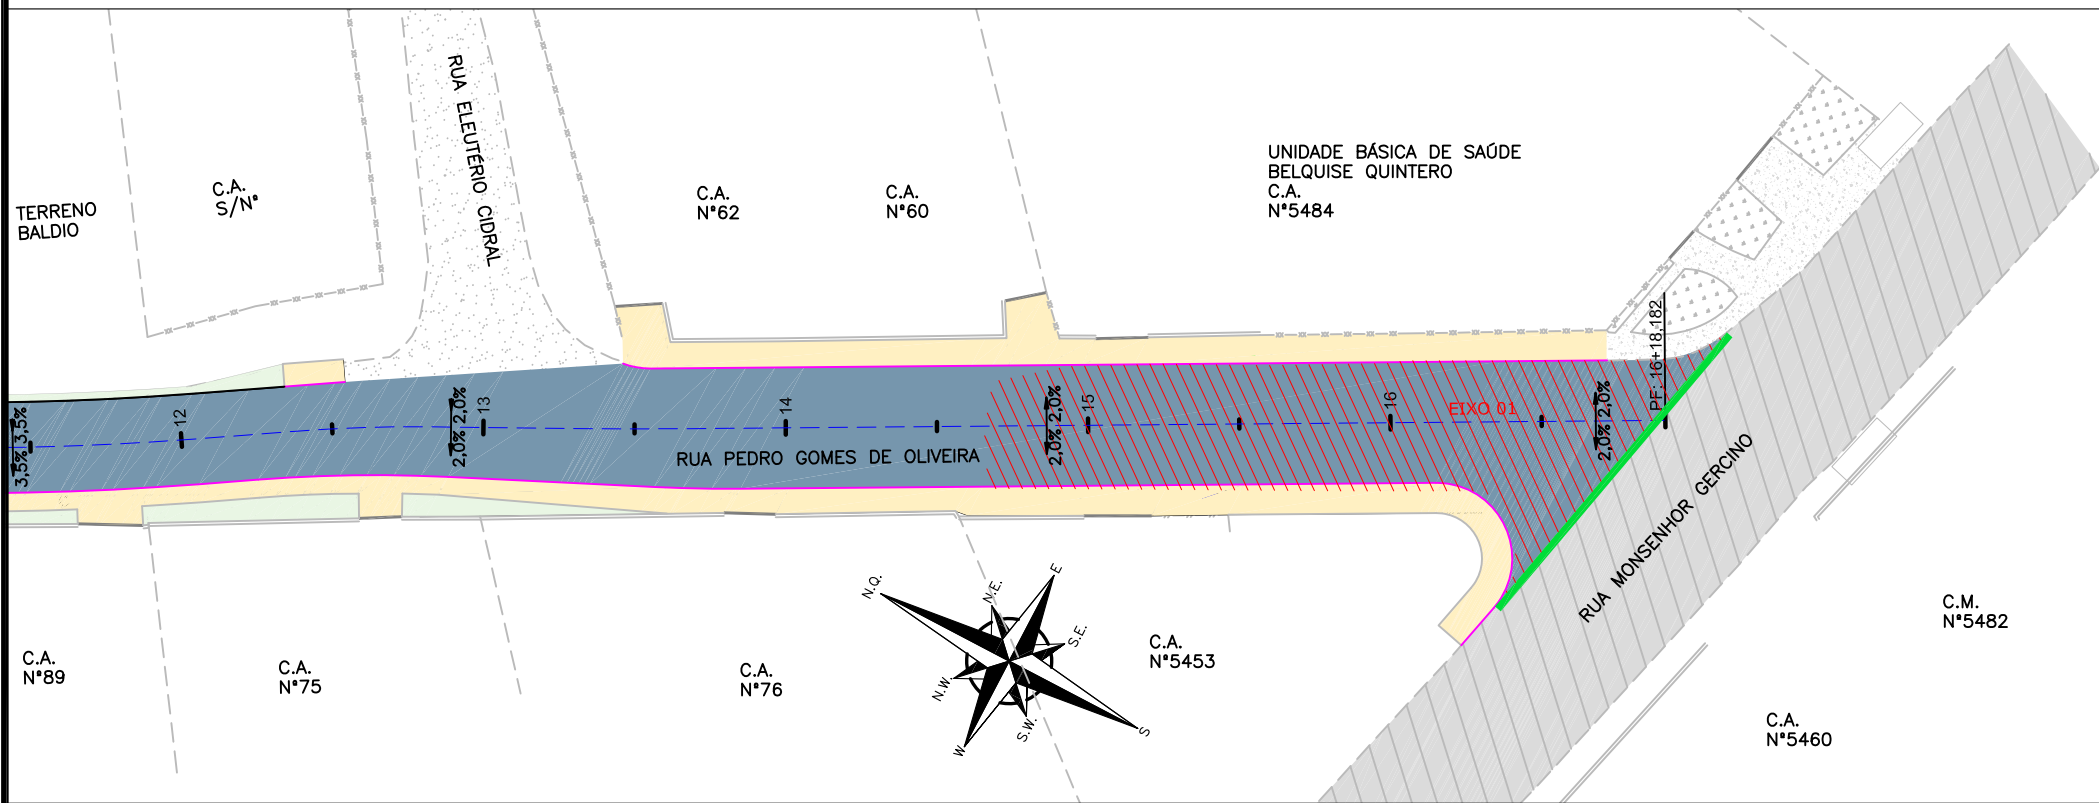 TERRENO
BALDIO
C.A.
S/Nº
RUA ELEUTÉRIO CIDRAL
C.A.
Nº62
C.A.
Nº60
UNIDADE BÁSICA DE SAÚDE
BELQUISE QUINTERO
C.A.
Nº5484
3,5% 3,5%
12
2,0% 2,0%
13
14
2,0% 2,0%
15
16
EIXO 01
2,0% 2,0%
PF: 16+18,182
RUA PEDRO GOMES DE OLIVEIRA
RUA MONSENHOR GERCINO
N.Q.
N.E.
E
S.E.
S
S.W.
W
N.W.
C.A.
Nº89
C.A.
Nº75
C.A.
Nº76
C.A.
Nº5453
C.M.
Nº5482
C.A.
Nº5460